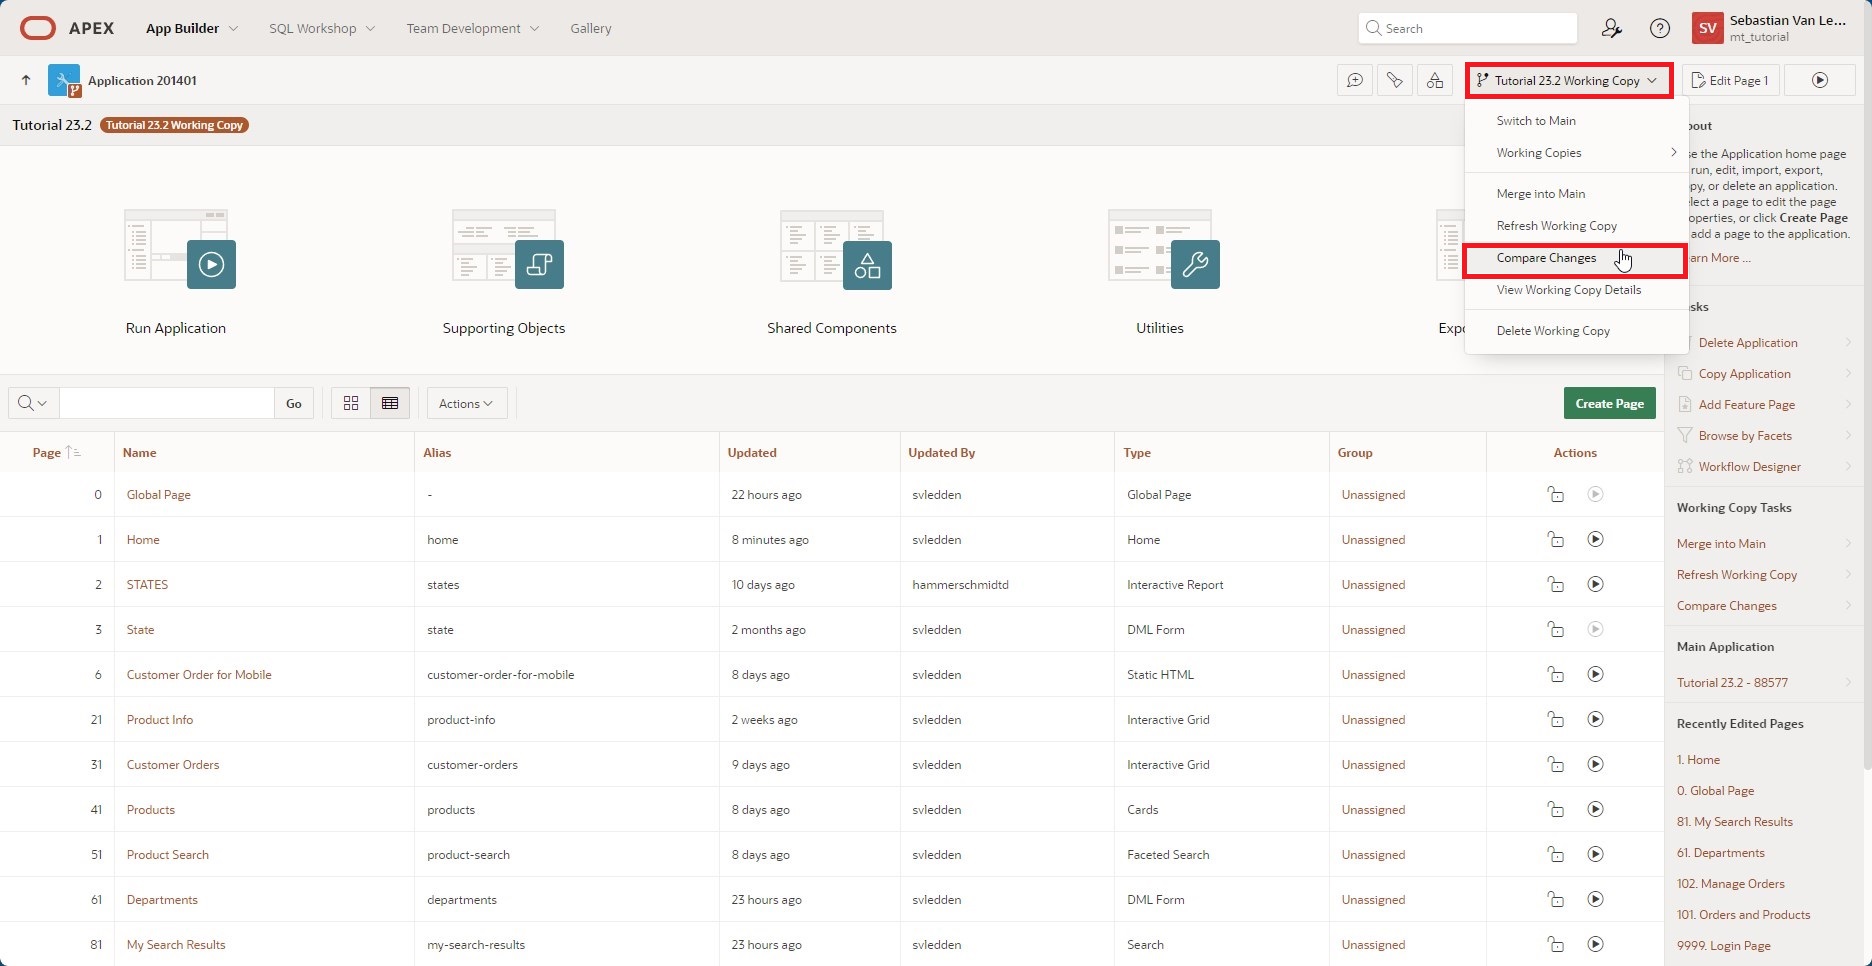 APEX
App Builder
SQL Workshop
Team Development
Gallery
Search
Sebastian Van Le...
mt_tutorial
SV
Application 201401
Tutorial 23.2 Working Copy
Edit Page 1
Tutorial 23.2
Tutorial 23.2 Working Copy
Switch to Main
Working Copies
Merge into Main
Refresh Working Copy
Compare Changes
View Working Copy Details
Delete Working Copy
bout
se the Application home page
run, edit, import, export,
py, or delete an application.
lect a page to edit the page
operties, or click Create Page
add a page to the application.
arn More ...
Run Application
Supporting Objects
Shared Components
Utilities
Expo
Go
Actions
Create Page
Page Name Alias Updated Updated By Type Group Actions
0 Global Page - 22 hours ago svledden Global Page Unassigned
1 Home home 8 minutes ago svledden Home Unassigned
2 STATES states 10 days ago hammerschmidtd Interactive Report Unassigned
3 State state 2 months ago svledden DML Form Unassigned
6 Customer Order for Mobile customer-order-for-mobile 8 days ago svledden Static HTML Unassigned
21 Product Info product-info 2 weeks ago svledden Interactive Grid Unassigned
31 Customer Orders customer-orders 9 days ago svledden Interactive Grid Unassigned
41 Products products 8 days ago svledden Cards Unassigned
51 Product Search product-search 8 days ago svledden Faceted Search Unassigned
61 Departments departments 23 hours ago svledden DML Form Unassigned
81 My Search Results my-search-results 23 hours ago svledden Search Unassigned
sks
Delete Application
Copy Application
Add Feature Page
Browse by Facets
Workflow Designer
Working Copy Tasks
Merge into Main
Refresh Working Copy
Compare Changes
Main Application
Tutorial 23.2 - 88577
Recently Edited Pages
1. Home
0. Global Page
81. My Search Results
61. Departments
102. Manage Orders
101. Orders and Products
9999. Login Page